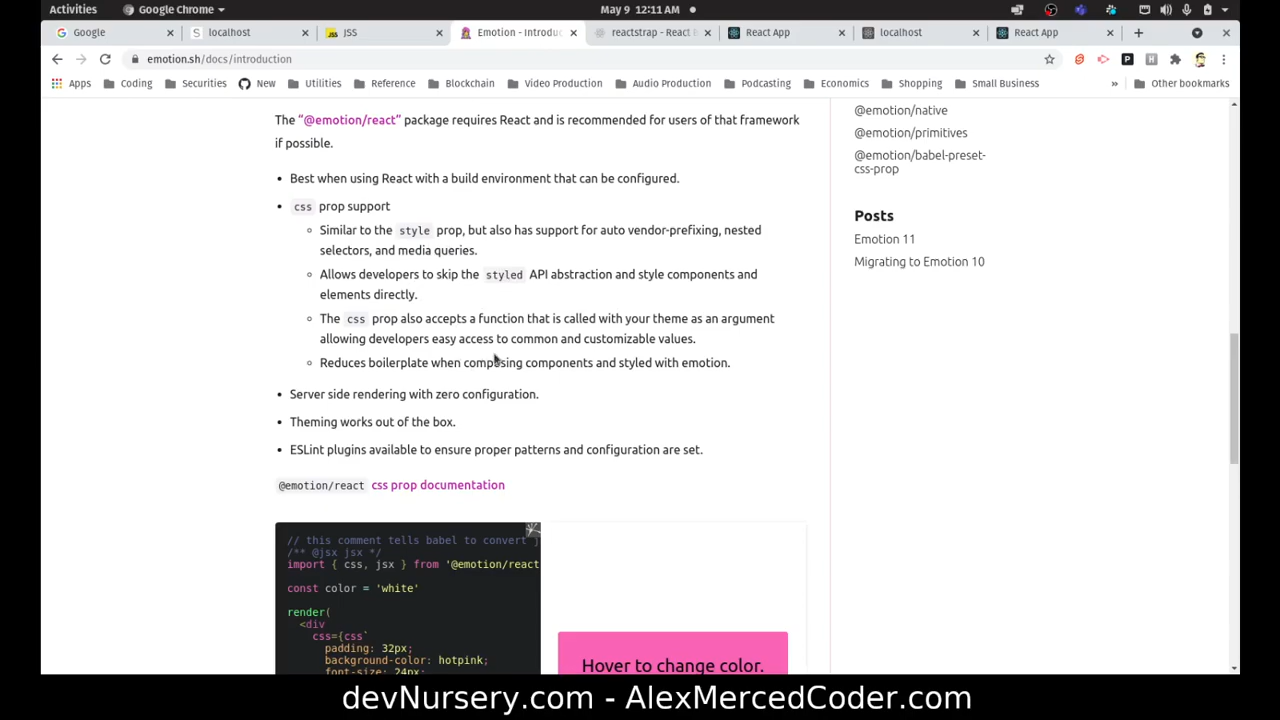 Activities
Google Chrome
May 9 12:11 AM
Google
localhost
JSS
Emotion - Introduc
reactstrap - React
React App
localhost
React App
emotion.sh/docs/introduction
Apps
Coding
Securities
New
Utilities
Reference
Blockchain
Video Production
Audio Production
Podcasting
Economics
Shopping
Small Business
»
Other bookmarks
The “@emotion/react” package requires React and is recommended for users of that framework
if possible.
• Best when using React with a build environment that can be configured.
• css prop support
◦ Similar to the style prop, but also has support for auto vendor-prefixing, nested
selectors, and media queries.
◦ Allows developers to skip the styled API abstraction and style components and
elements directly.
◦ The css prop also accepts a function that is called with your theme as an argument
allowing developers easy access to common and customizable values.
◦ Reduces boilerplate when composing components and styled with emotion.
• Server side rendering with zero configuration.
• Theming works out of the box.
• ESLint plugins available to ensure proper patterns and configuration are set.
@emotion/react css prop documentation
// this comment tells babel to convert j
/** @jsx jsx */
import { css, jsx } from '@emotion/react
const color = 'white'
render(
<div
css={css`
padding: 32px;
background-color: hotpink;
font-size: 24px;
Hover to change color.
@emotion/native
@emotion/primitives
@emotion/babel-preset-
css-prop
Posts
Emotion 11
Migrating to Emotion 10
devNursery.com - AlexMercedCoder.com